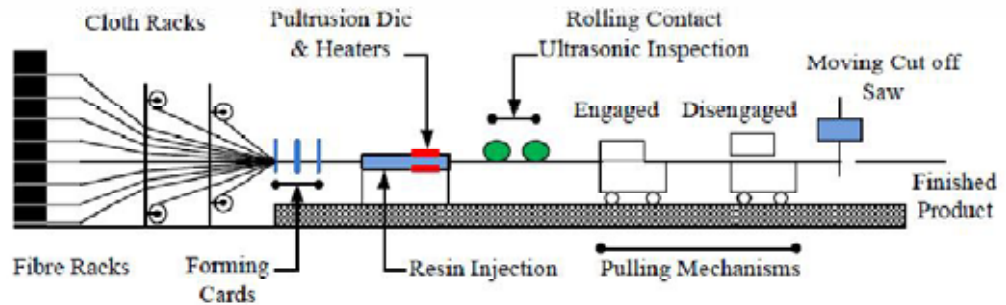 Cloth Racks
Pultrusion Die
& Heaters
Rolling Contact
Ultrasonic Inspection
Moving Cut off
Saw
Engaged
Disengaged
Finished
Product
Fibre Racks
Forming
Cards
Resin Injection
Pulling Mechanisms